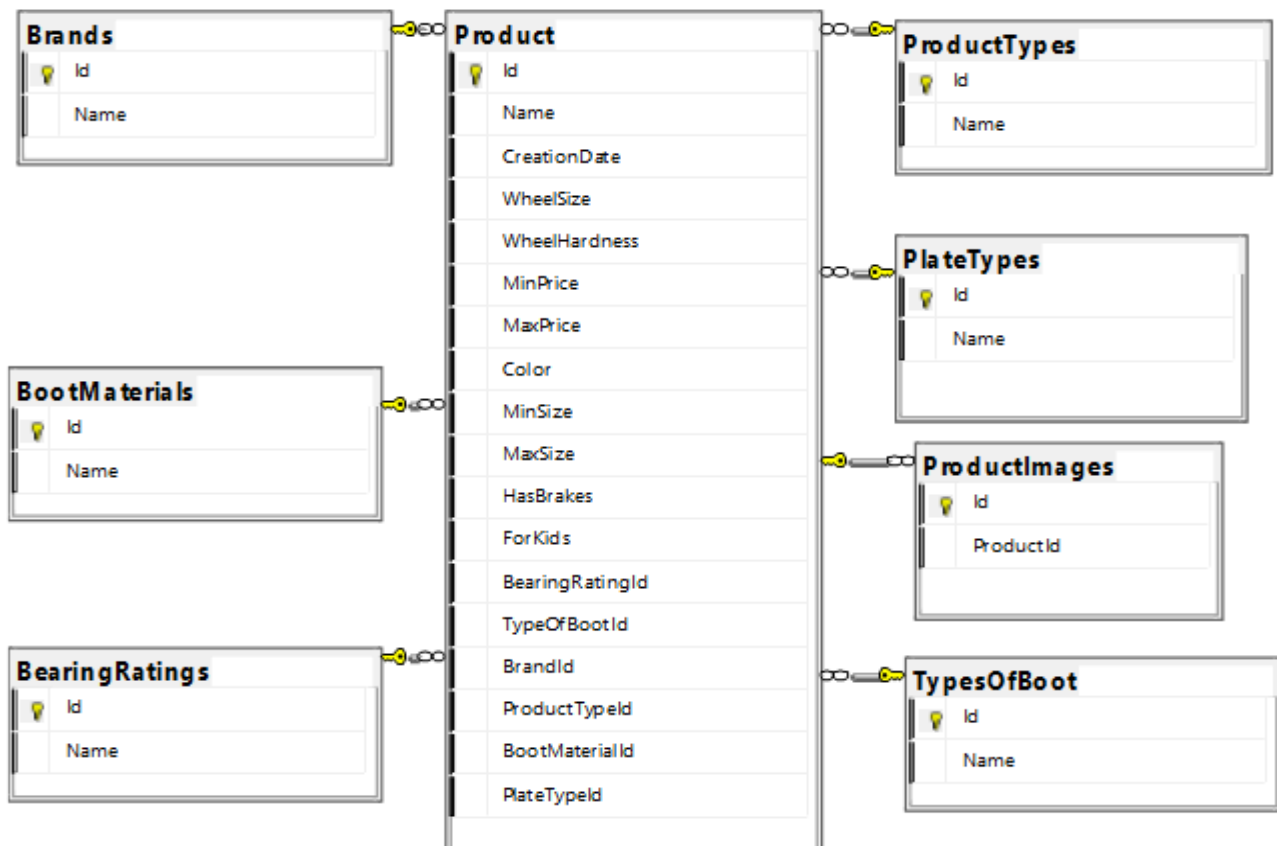 Brands
Id
Name
Product
Id
Name
CreationDate
WheelSize
WheelHardness
MinPrice
MaxPrice
Color
MinSize
MaxSize
HasBrakes
ForKids
BearingRatingId
TypeOfBootId
BrandId
ProductTypeId
BootMaterialId
PlateTypeId
ProductTypes
Id
Name
PlateTypes
Id
Name
BootMaterials
Id
Name
ProductImages
Id
ProductId
BearingRatings
Id
Name
TypesOfBoot
Id
Name